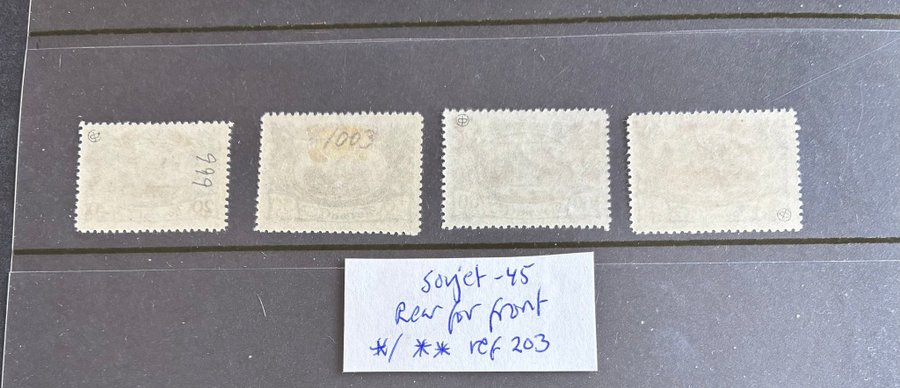 999
1003
Sovjet -45
Rear for front
*/ ** ref 203